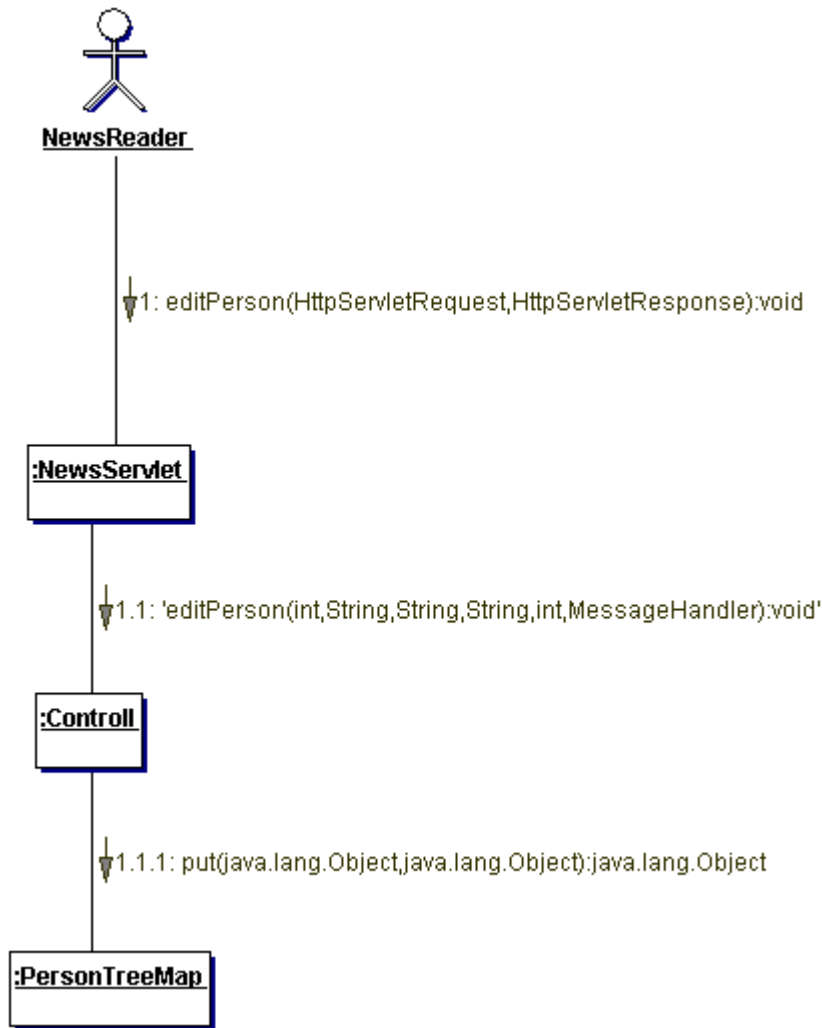 NewsReader
1: editPerson(HttpServletRequest,HttpServletResponse):void
:NewsServlet
1.1: 'editPerson(int,String,String,String,int,MessageHandler):void'
:Controll
1.1.1: put(java.lang.Object,java.lang.Object):java.lang.Object
:PersonTreeMap